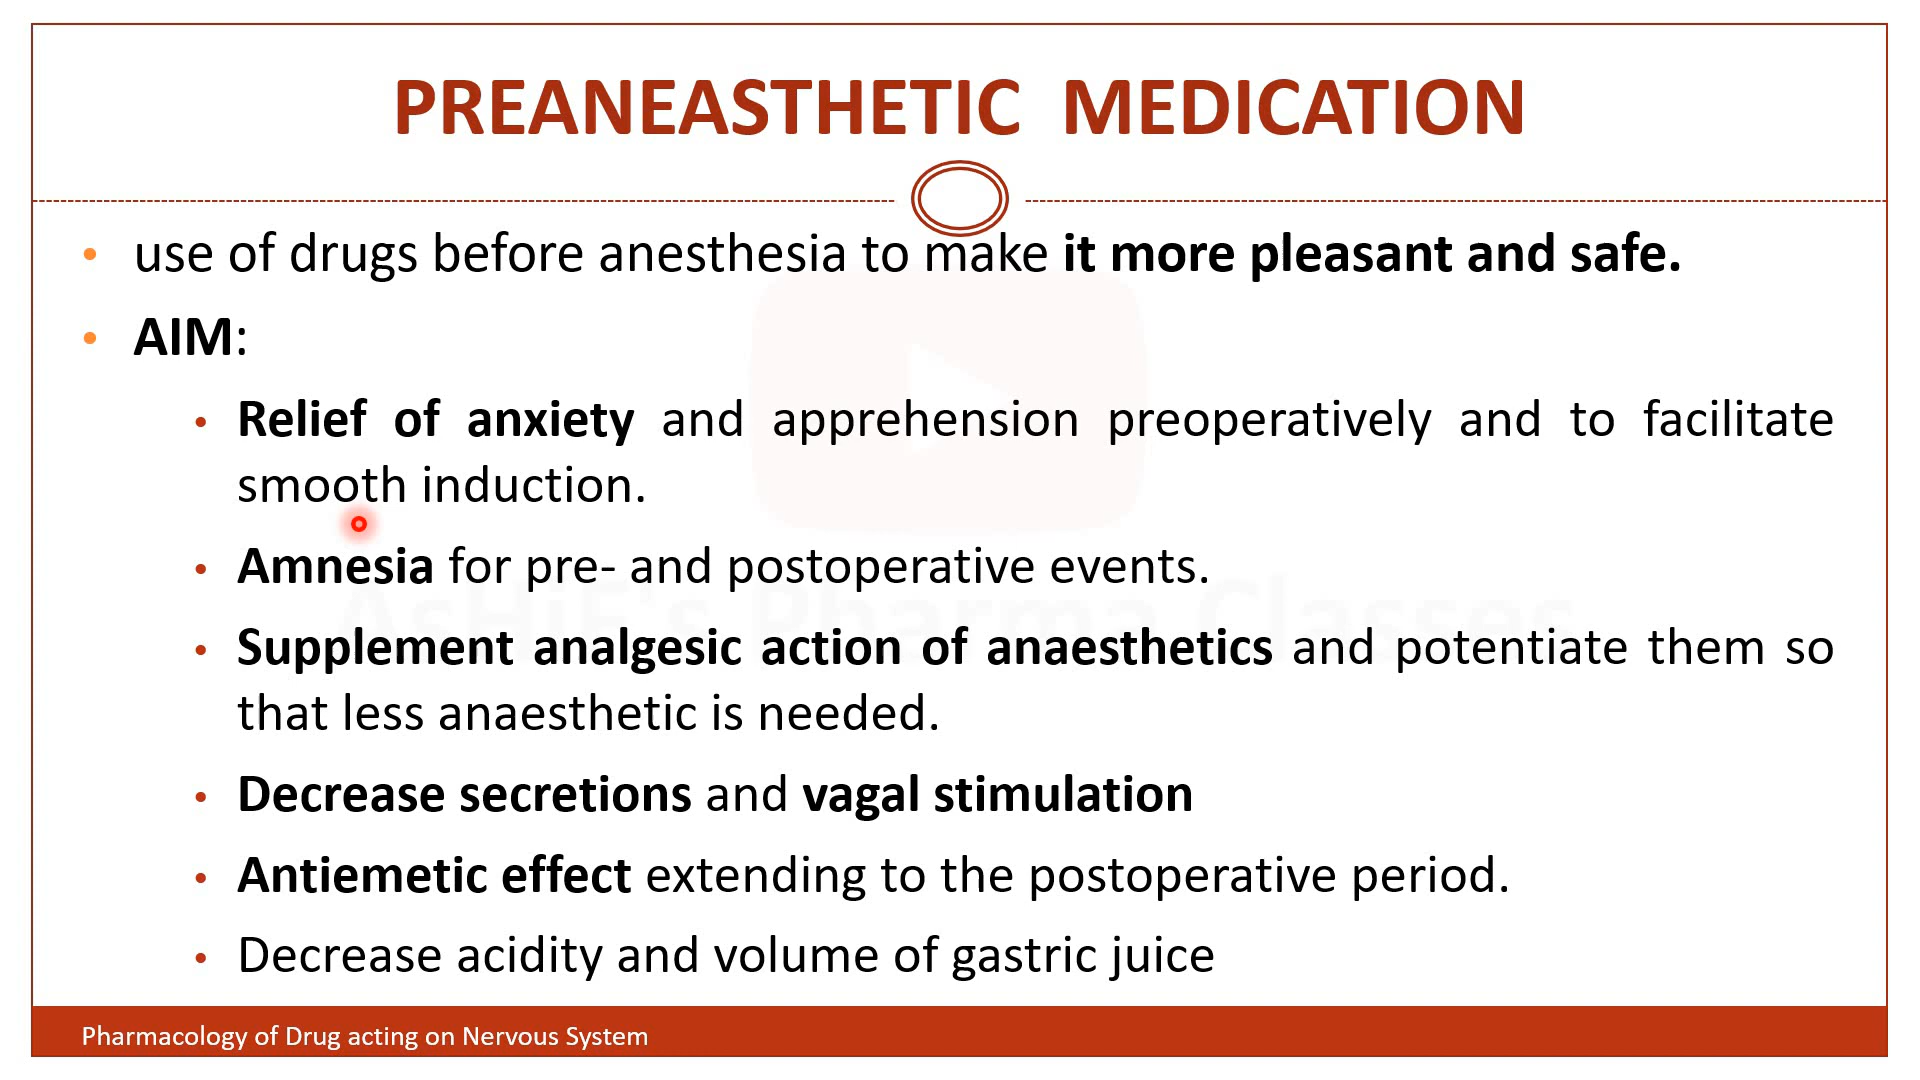 PREANEASTHETIC MEDICATION
• use of drugs before anesthesia to make it more pleasant and safe.
• AIM:
• Relief of anxiety and apprehension preoperatively and to facilitate
smooth induction.
• Amnesia for pre- and postoperative events.
AsHiF's Pharma Classes
• Supplement analgesic action of anaesthetics and potentiate them so
that less anaesthetic is needed.
• Decrease secretions and vagal stimulation
• Antiemetic effect extending to the postoperative period.
• Decrease acidity and volume of gastric juice
Pharmacology of Drug acting on Nervous System